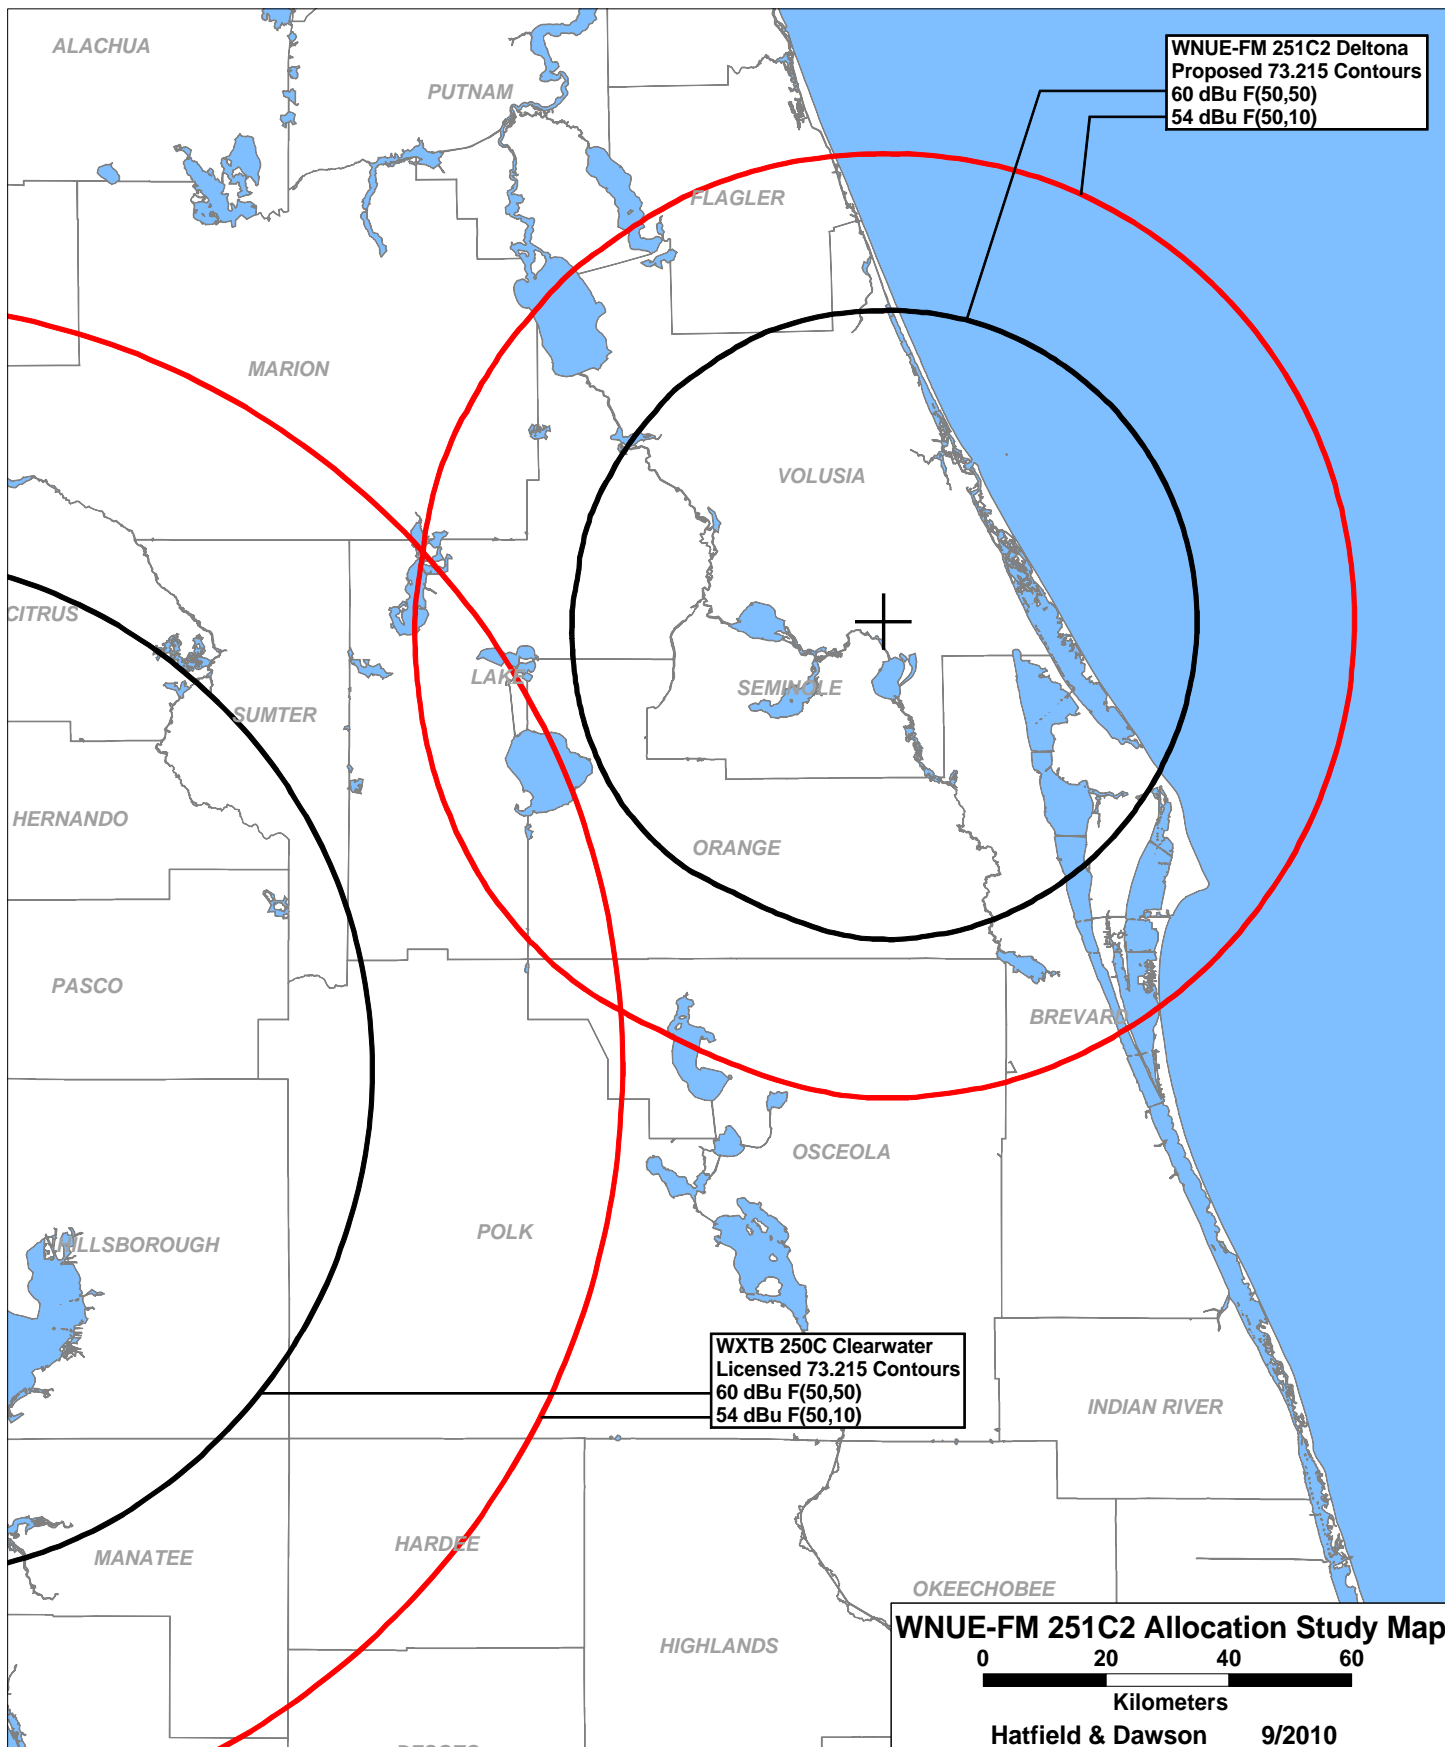 ALACHUA
WNUE-FM 251C2 Deltona
Proposed 73.215 Contours
60 dBu F(50,50)
54 dBu F(50,10)
PUTNAM
FLAGLER
MARION
VOLUSIA
CITRUS
LAKE
SEMINOLE
SUMTER
HERNANDO
ORANGE
PASCO
BREVARD
OSCEOLA
POLK
HILLSBOROUGH
WXTB 250C Clearwater
Licensed 73.215 Contours
60 dBu F(50,50)
54 dBu F(50,10)
INDIAN RIVER
HARDEE
MANATEE
OKEECHOBEE
HIGHLANDS
WNUE-FM 251C2 Allocation Study Map
0 20 40 60
Kilometers
Hatfield & Dawson 9/2010